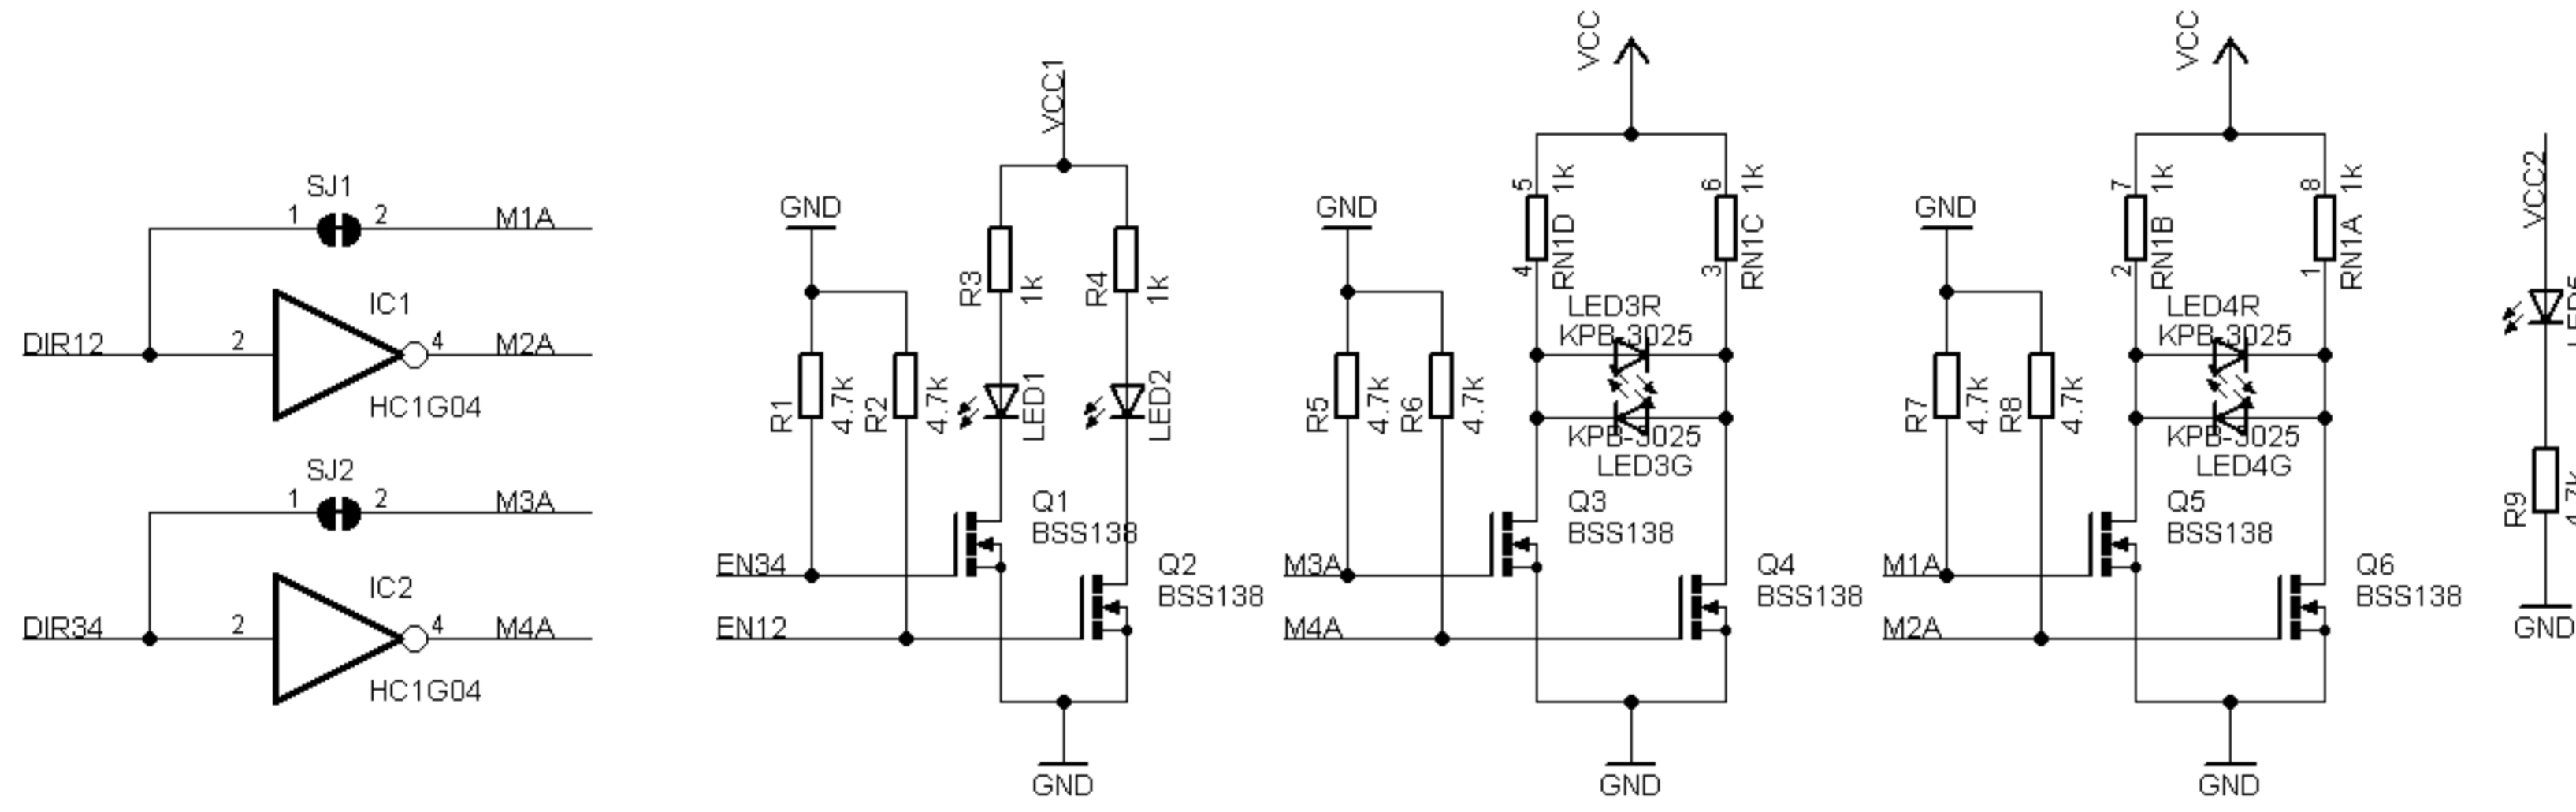 SJ1
1
2
M1A
IC1
DIR12
2
4
M2A
HC1G04
SJ2
1
2
M3A
IC2
DIR34
2
4
M4A
HC1G04
VCC1
GND
R3
1k
R4
1k
R1
4.7k
R2
4.7k
LED1
LED2
Q1
BSS138
EN34
Q2
BSS138
EN12
GND
VCC
GND
5
1k
RN1D
4
6
1k
RN1C
3
LED3R
KPB-3025
R5
4.7k
R6
4.7k
KPB-3025
LED3G
Q3
BSS138
M3A
Q4
BSS138
M4A
GND
VCC
GND
7
1k
RN1B
2
8
1k
RN1A
1
LED4R
KPB-3025
R7
4.7k
R8
4.7k
KPB-3025
LED4G
Q5
BSS138
M1A
Q6
BSS138
M2A
GND
VCC2
R9
GND